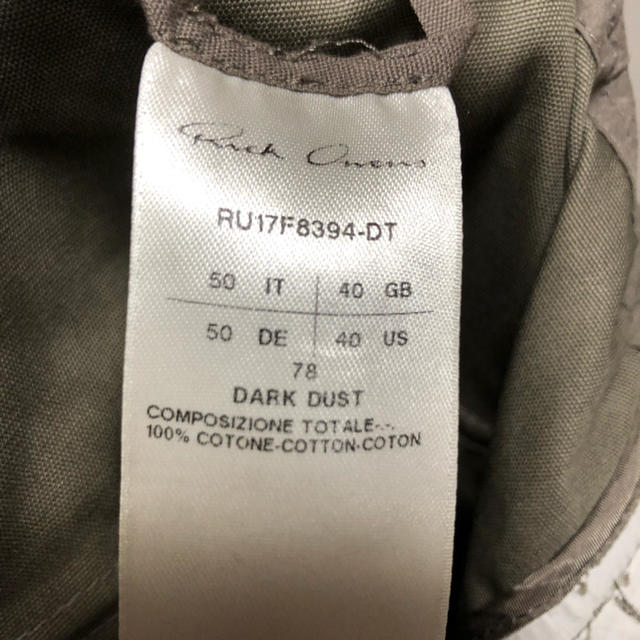 Rick Owens
RU17F8394-DT
50 IT 40 GB
50 DE 40 US
78
DARK DUST
COMPOSIZIONE TOTALE-.-.
100% COTONE-COTTON-COTON